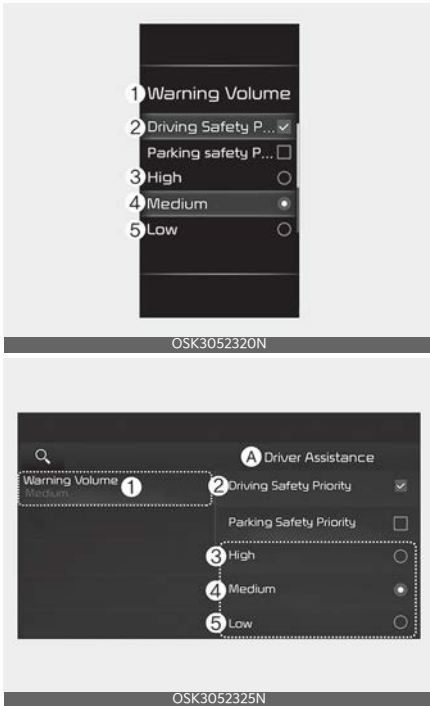 1 Warning Volume
2 Driving Safety P...
Parking safety P...
3 High
4 Medium
5 Low
OSK3052320N
A Driver Assistance
Warning Volume 1
Medium
2 Driving Safety Priority
Parking Safety Priority
3 High
4 Medium
5 Low
OSK3052325N